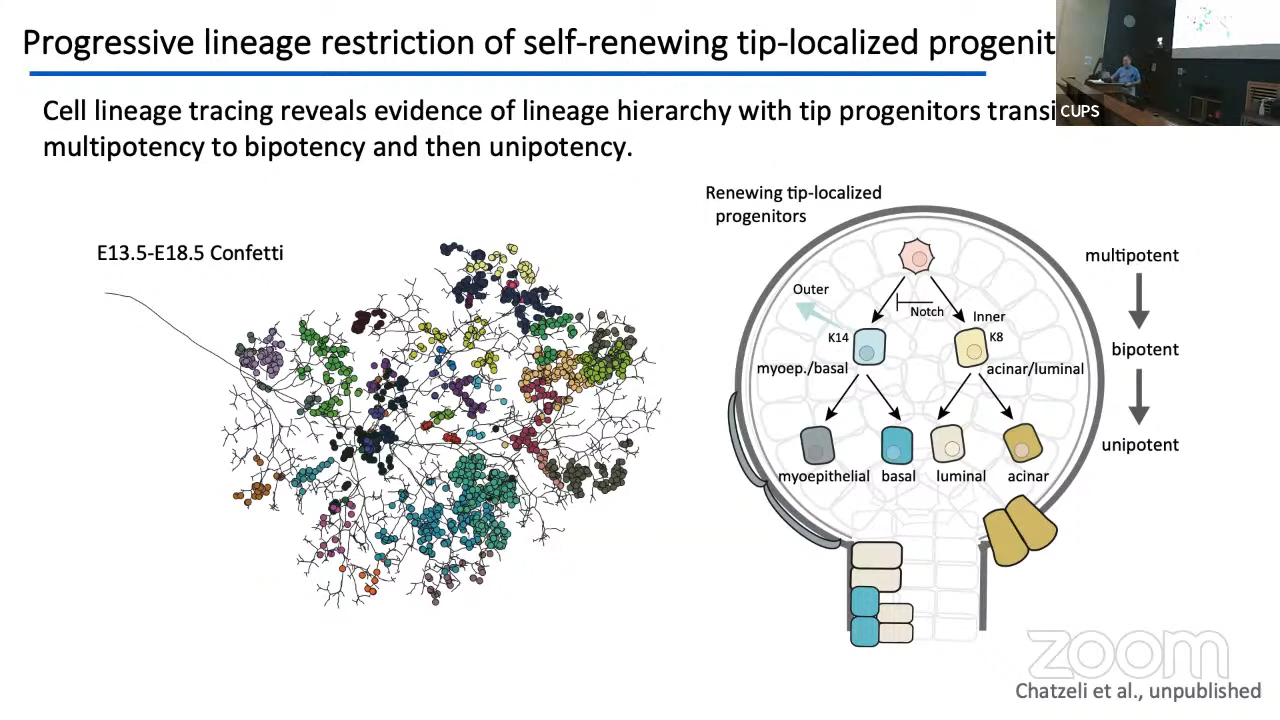 Progressive lineage restriction of self-renewing tip-localized
CUPS
Cell lineage tracing reveals evidence of lineage hierarchy with tip progenitors
multipotency to bipotency and then unipotency.
Renewing tip-localized
progenitors
E13.5-E18.5 Confetti
multipotent
Outer
Notch
Inner
K14
K8
bipotent
myoep./basal
acinar/luminal
unipotent
myoepithelial
basal
luminal
acinar
zoom
Chatzeli et al., unpublished